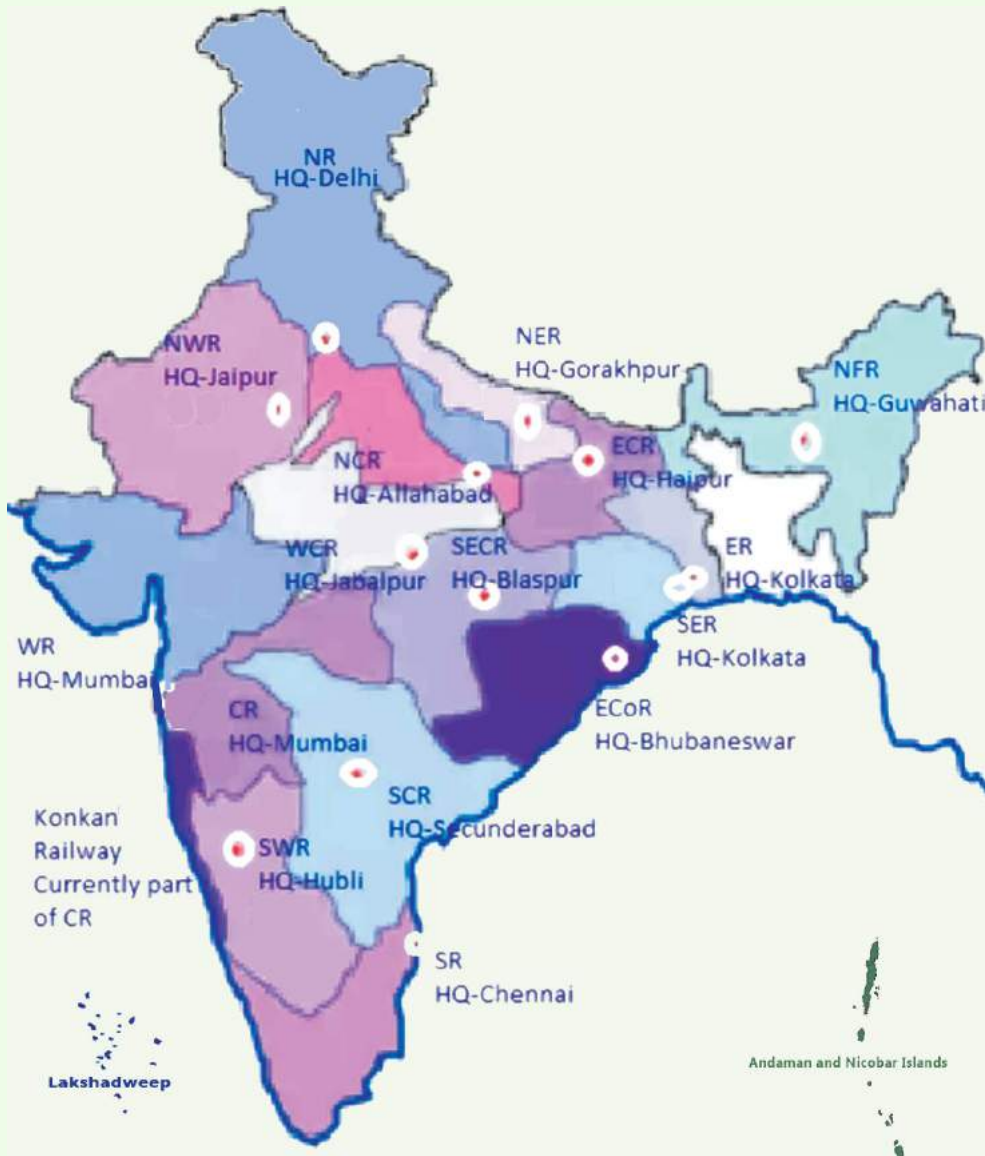 NR
HQ-Delhi
NWR
HQ-Jaipur
NER
HQ-Gorakhpur
NFR
HQ-Guwahati
ECR
HQ-Haipur
NCR
HQ-Allahabad
WCR
HQ-Jabalpur
SECR
HQ-Blaspur
ER
HQ-Kolkata
SER
HQ-Kolkata
WR
HQ-Mumbai
ECoR
HQ-Bhubaneswar
CR
HQ-Mumbai
SCR
HQ-Secunderabad
Konkan
Railway
Currently part
of CR
SWR
HQ-Hubli
SR
HQ-Chennai
Lakshadweep
Andaman and Nicobar Islands